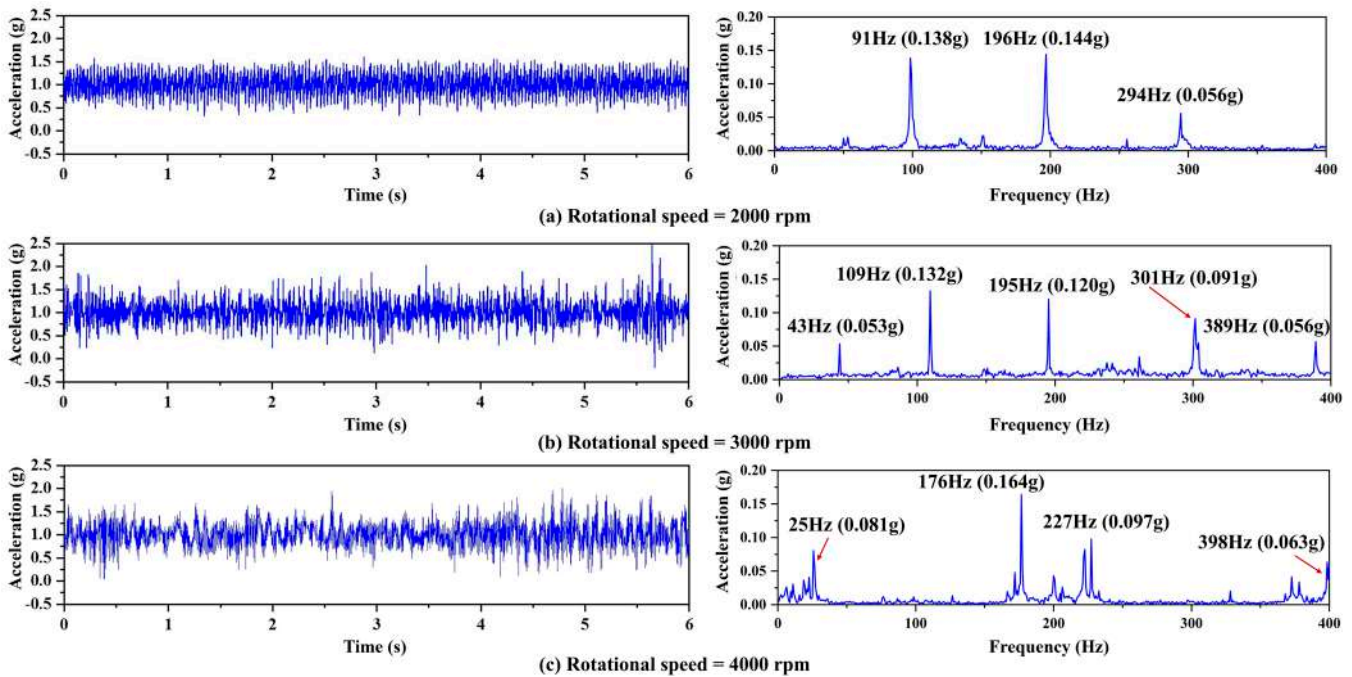 2.5
2.0
1.5
1.0
0.5
0.0
-0.5
Acceleration (g)
0 1 2 3 4 5 6
Time (s)
0.20
0.15
0.10
0.05
0.00
Acceleration (g)
91Hz (0.138g) 196Hz (0.144g)
294Hz (0.056g)
0 100 200 300 400
Frequency (Hz)
(a) Rotational speed = 2000 rpm
2.5
2.0
1.5
1.0
0.5
0.0
-0.5
Acceleration (g)
0 1 2 3 4 5 6
Time (s)
0.20
0.15
0.10
0.05
0.00
Acceleration (g)
109Hz (0.132g) 301Hz (0.091g)
195Hz (0.120g)
43Hz (0.053g) 389Hz (0.056g)
0 100 200 300 400
Frequency (Hz)
(b) Rotational speed = 3000 rpm
2.5
2.0
1.5
1.0
0.5
0.0
-0.5
Acceleration (g)
0 1 2 3 4 5 6
Time (s)
0.20
0.15
0.10
0.05
0.00
Acceleration (g)
176Hz (0.164g)
25Hz (0.081g) 227Hz (0.097g)
398Hz (0.063g)
0 100 200 300 400
Frequency (Hz)
(c) Rotational speed = 4000 rpm